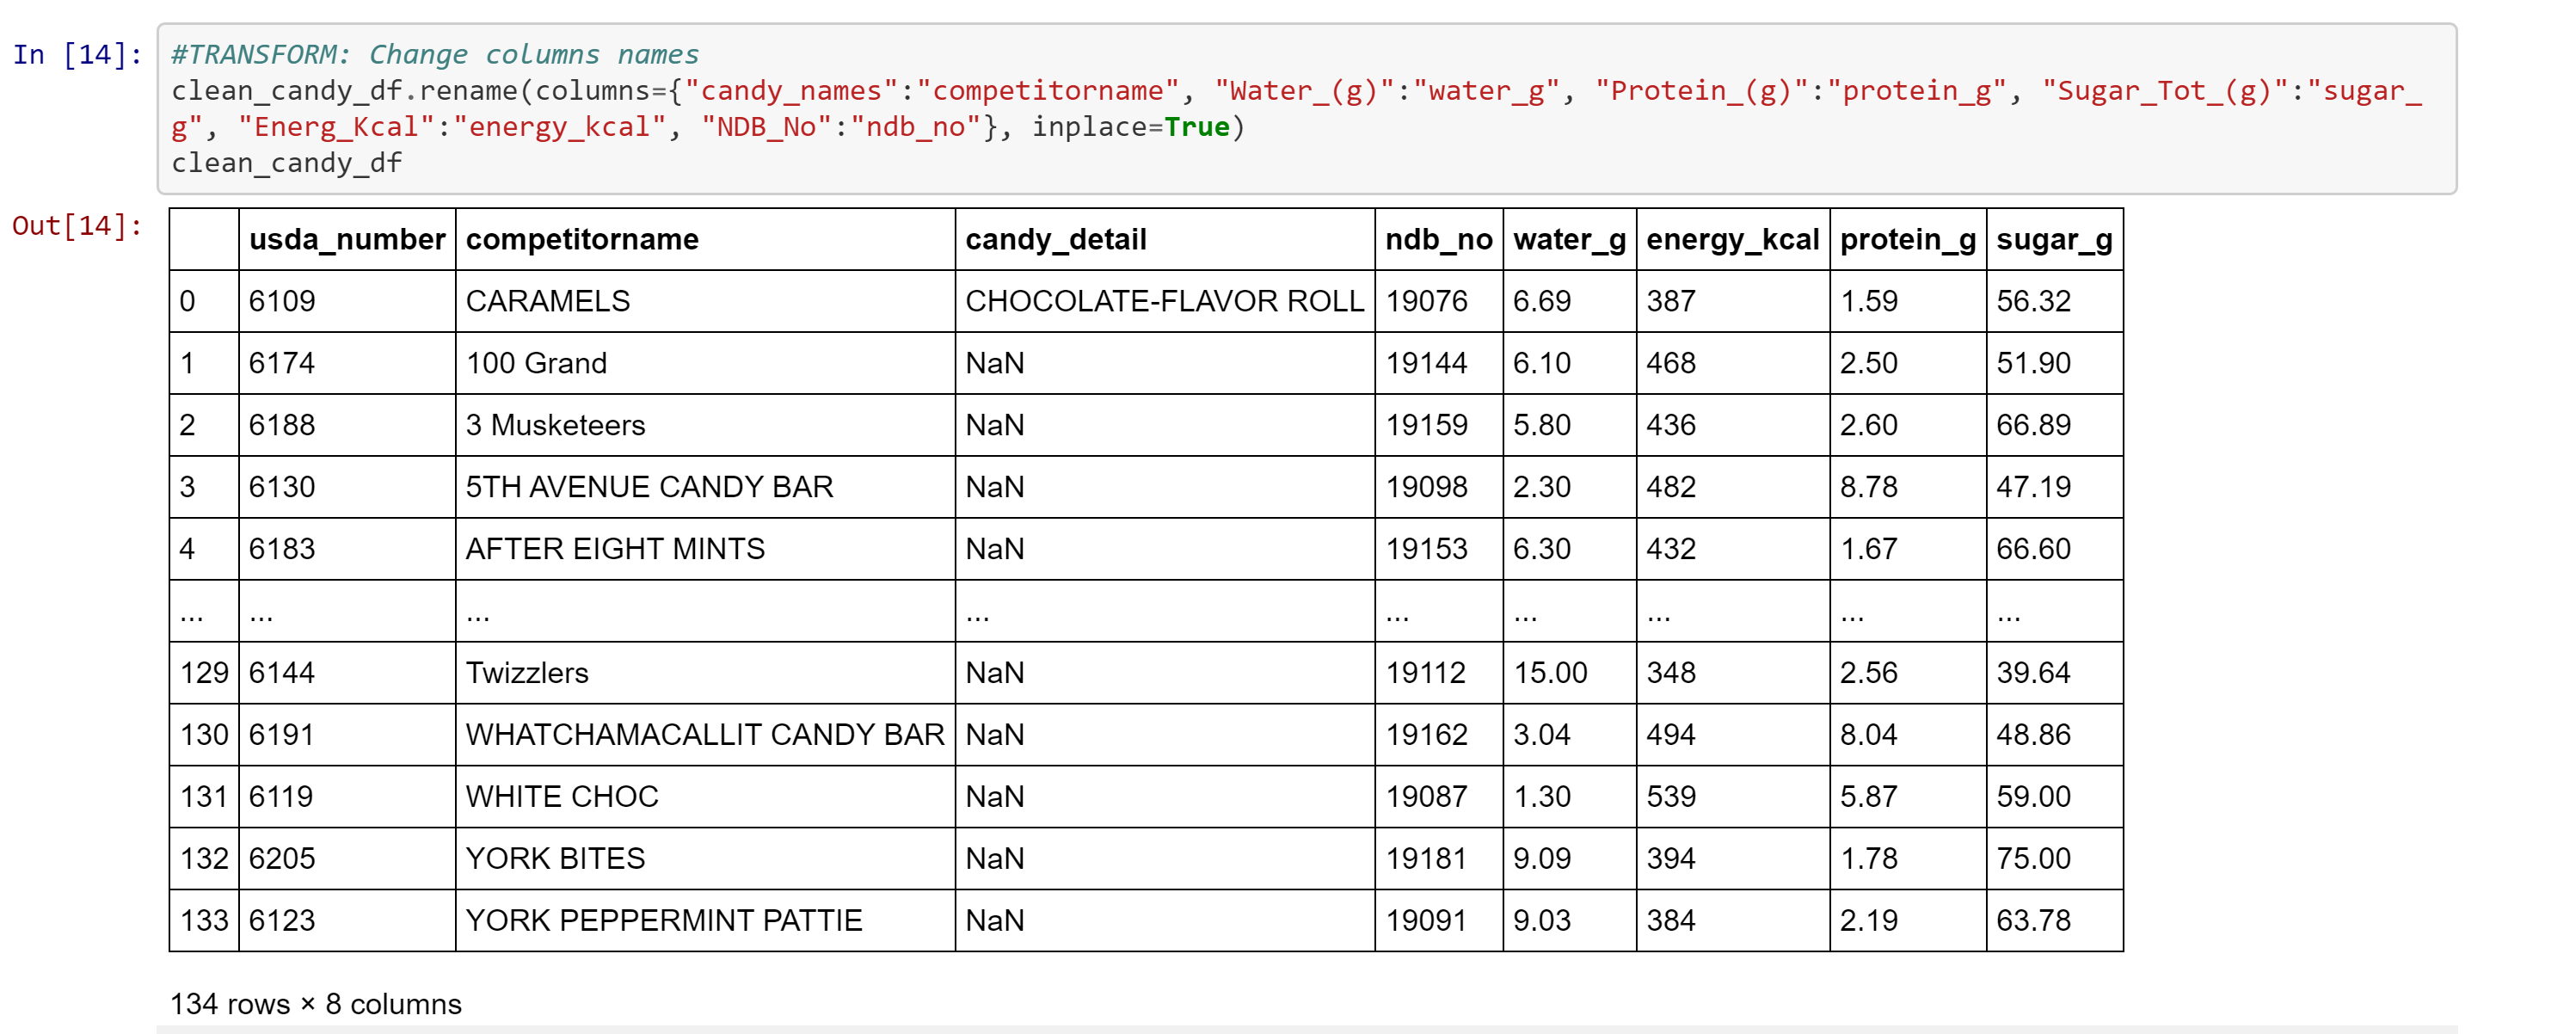 In [14]:
#TRANSFORM: Change columns names
clean_candy_df.rename(columns={"candy_names":"competitorname", "Water_(g)":"water_g", "Protein_(g)":"protein_g", "Sugar_Tot_(g)":"sugar_
g", "Energ_Kcal":"energy_kcal", "NDB_No":"ndb_no"}, inplace=True)
clean_candy_df
Out[14]:
usda_number competitorname candy_detail ndb_no water_g energy_kcal protein_g sugar_g
0 6109 CARAMELS CHOCOLATE-FLAVOR ROLL 19076 6.69 387 1.59 56.32
1 6174 100 Grand NaN 19144 6.10 468 2.50 51.90
2 6188 3 Musketeers NaN 19159 5.80 436 2.60 66.89
3 6130 5TH AVENUE CANDY BAR NaN 19098 2.30 482 8.78 47.19
4 6183 AFTER EIGHT MINTS NaN 19153 6.30 432 1.67 66.60
... ... ... ... ... ... ... ... ...
129 6144 Twizzlers NaN 19112 15.00 348 2.56 39.64
130 6191 WHATCHAMACALLIT CANDY BAR NaN 19162 3.04 494 8.04 48.86
131 6119 WHITE CHOC NaN 19087 1.30 539 5.87 59.00
132 6205 YORK BITES NaN 19181 9.09 394 1.78 75.00
133 6123 YORK PEPPERMINT PATTIE NaN 19091 9.03 384 2.19 63.78
134 rows × 8 columns